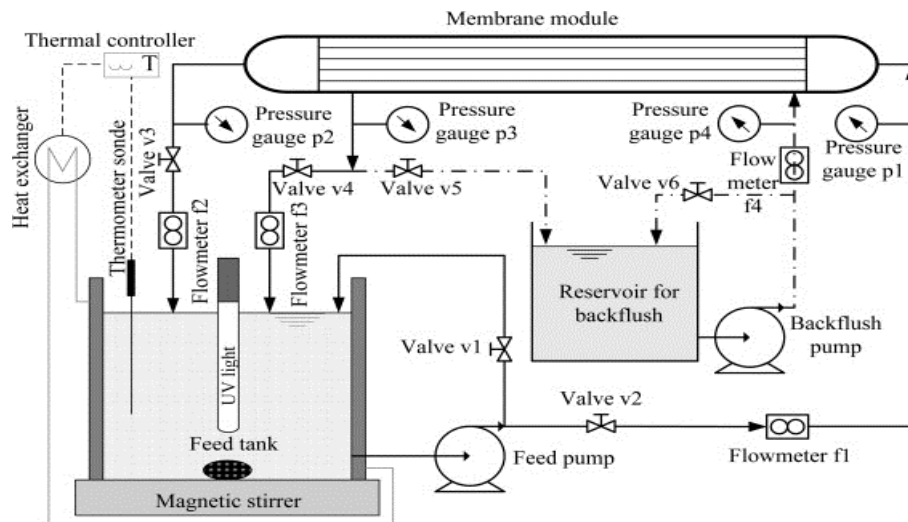 Membrane module
Thermal controller
T
Pressure
gauge p2
Pressure
gauge p3
Pressure
gauge p4
Pressure
gauge p1
Heat exchanger
Thermometer sonde
Valve v3
Valve v4
Valve v5
Valve v6
Flow
meter
f4
Flowmeter f2
Flowmeter f3
Reservoir for
backflush
Backflush
pump
UV light
Valve v1
Valve v2
Feed tank
Feed pump
Flowmeter f1
Magnetic stirrer